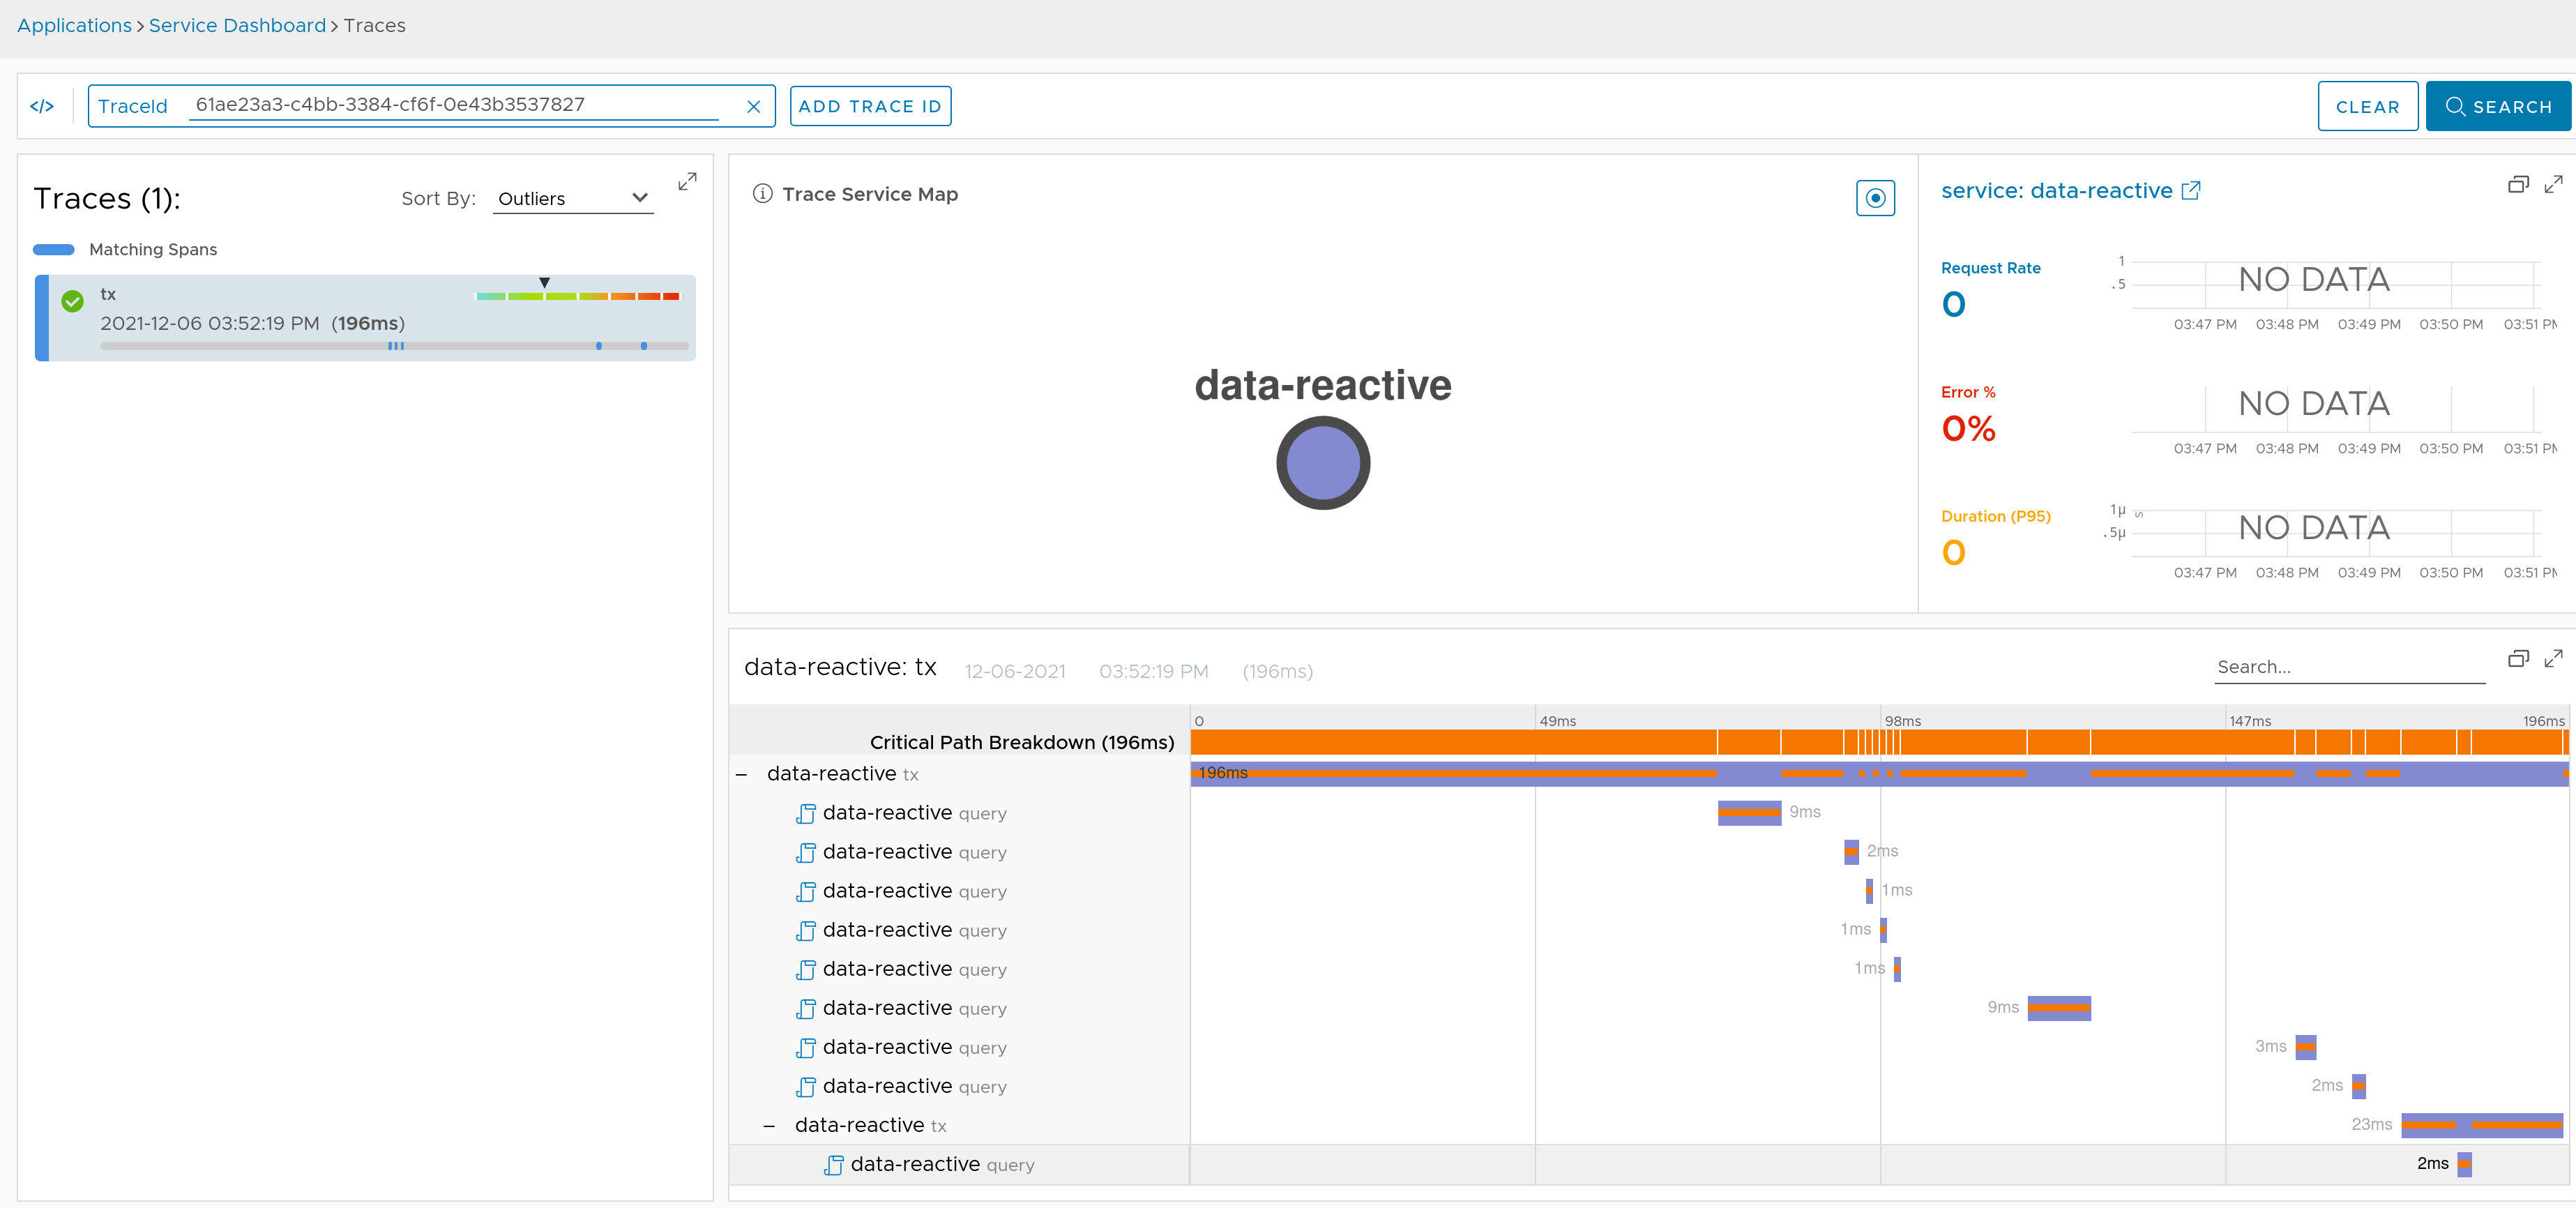 Applications > Service Dashboard > Traces
</> TraceId 61ae23a3-c4bb-3384-cf6f-0e43b3537827 ADD TRACE ID CLEAR SEARCH
Traces (1): Sort By: Outliers
Matching Spans
tx
2021-12-06 03:52:19 PM (196ms)
Trace Service Map
data-reactive
service: data-reactive
Request Rate
0
1
.5
NO DATA
03:47 PM 03:48 PM 03:49 PM 03:50 PM 03:51 PM
Error %
0%
NO DATA
03:47 PM 03:48 PM 03:49 PM 03:50 PM 03:51 PM
Duration (P95)
0
1µ s
.5µ
NO DATA
03:47 PM 03:48 PM 03:49 PM 03:50 PM 03:51 PM
data-reactive: tx 12-06-2021 03:52:19 PM (196ms) Search...
0 49ms 98ms 147ms 196ms
Critical Path Breakdown (196ms)
– data-reactive tx 196ms
data-reactive query 9ms
data-reactive query 2ms
data-reactive query 1ms
data-reactive query 1ms
data-reactive query 1ms
data-reactive query 9ms
data-reactive query 3ms
data-reactive query 2ms
– data-reactive tx 23ms
data-reactive query 2ms